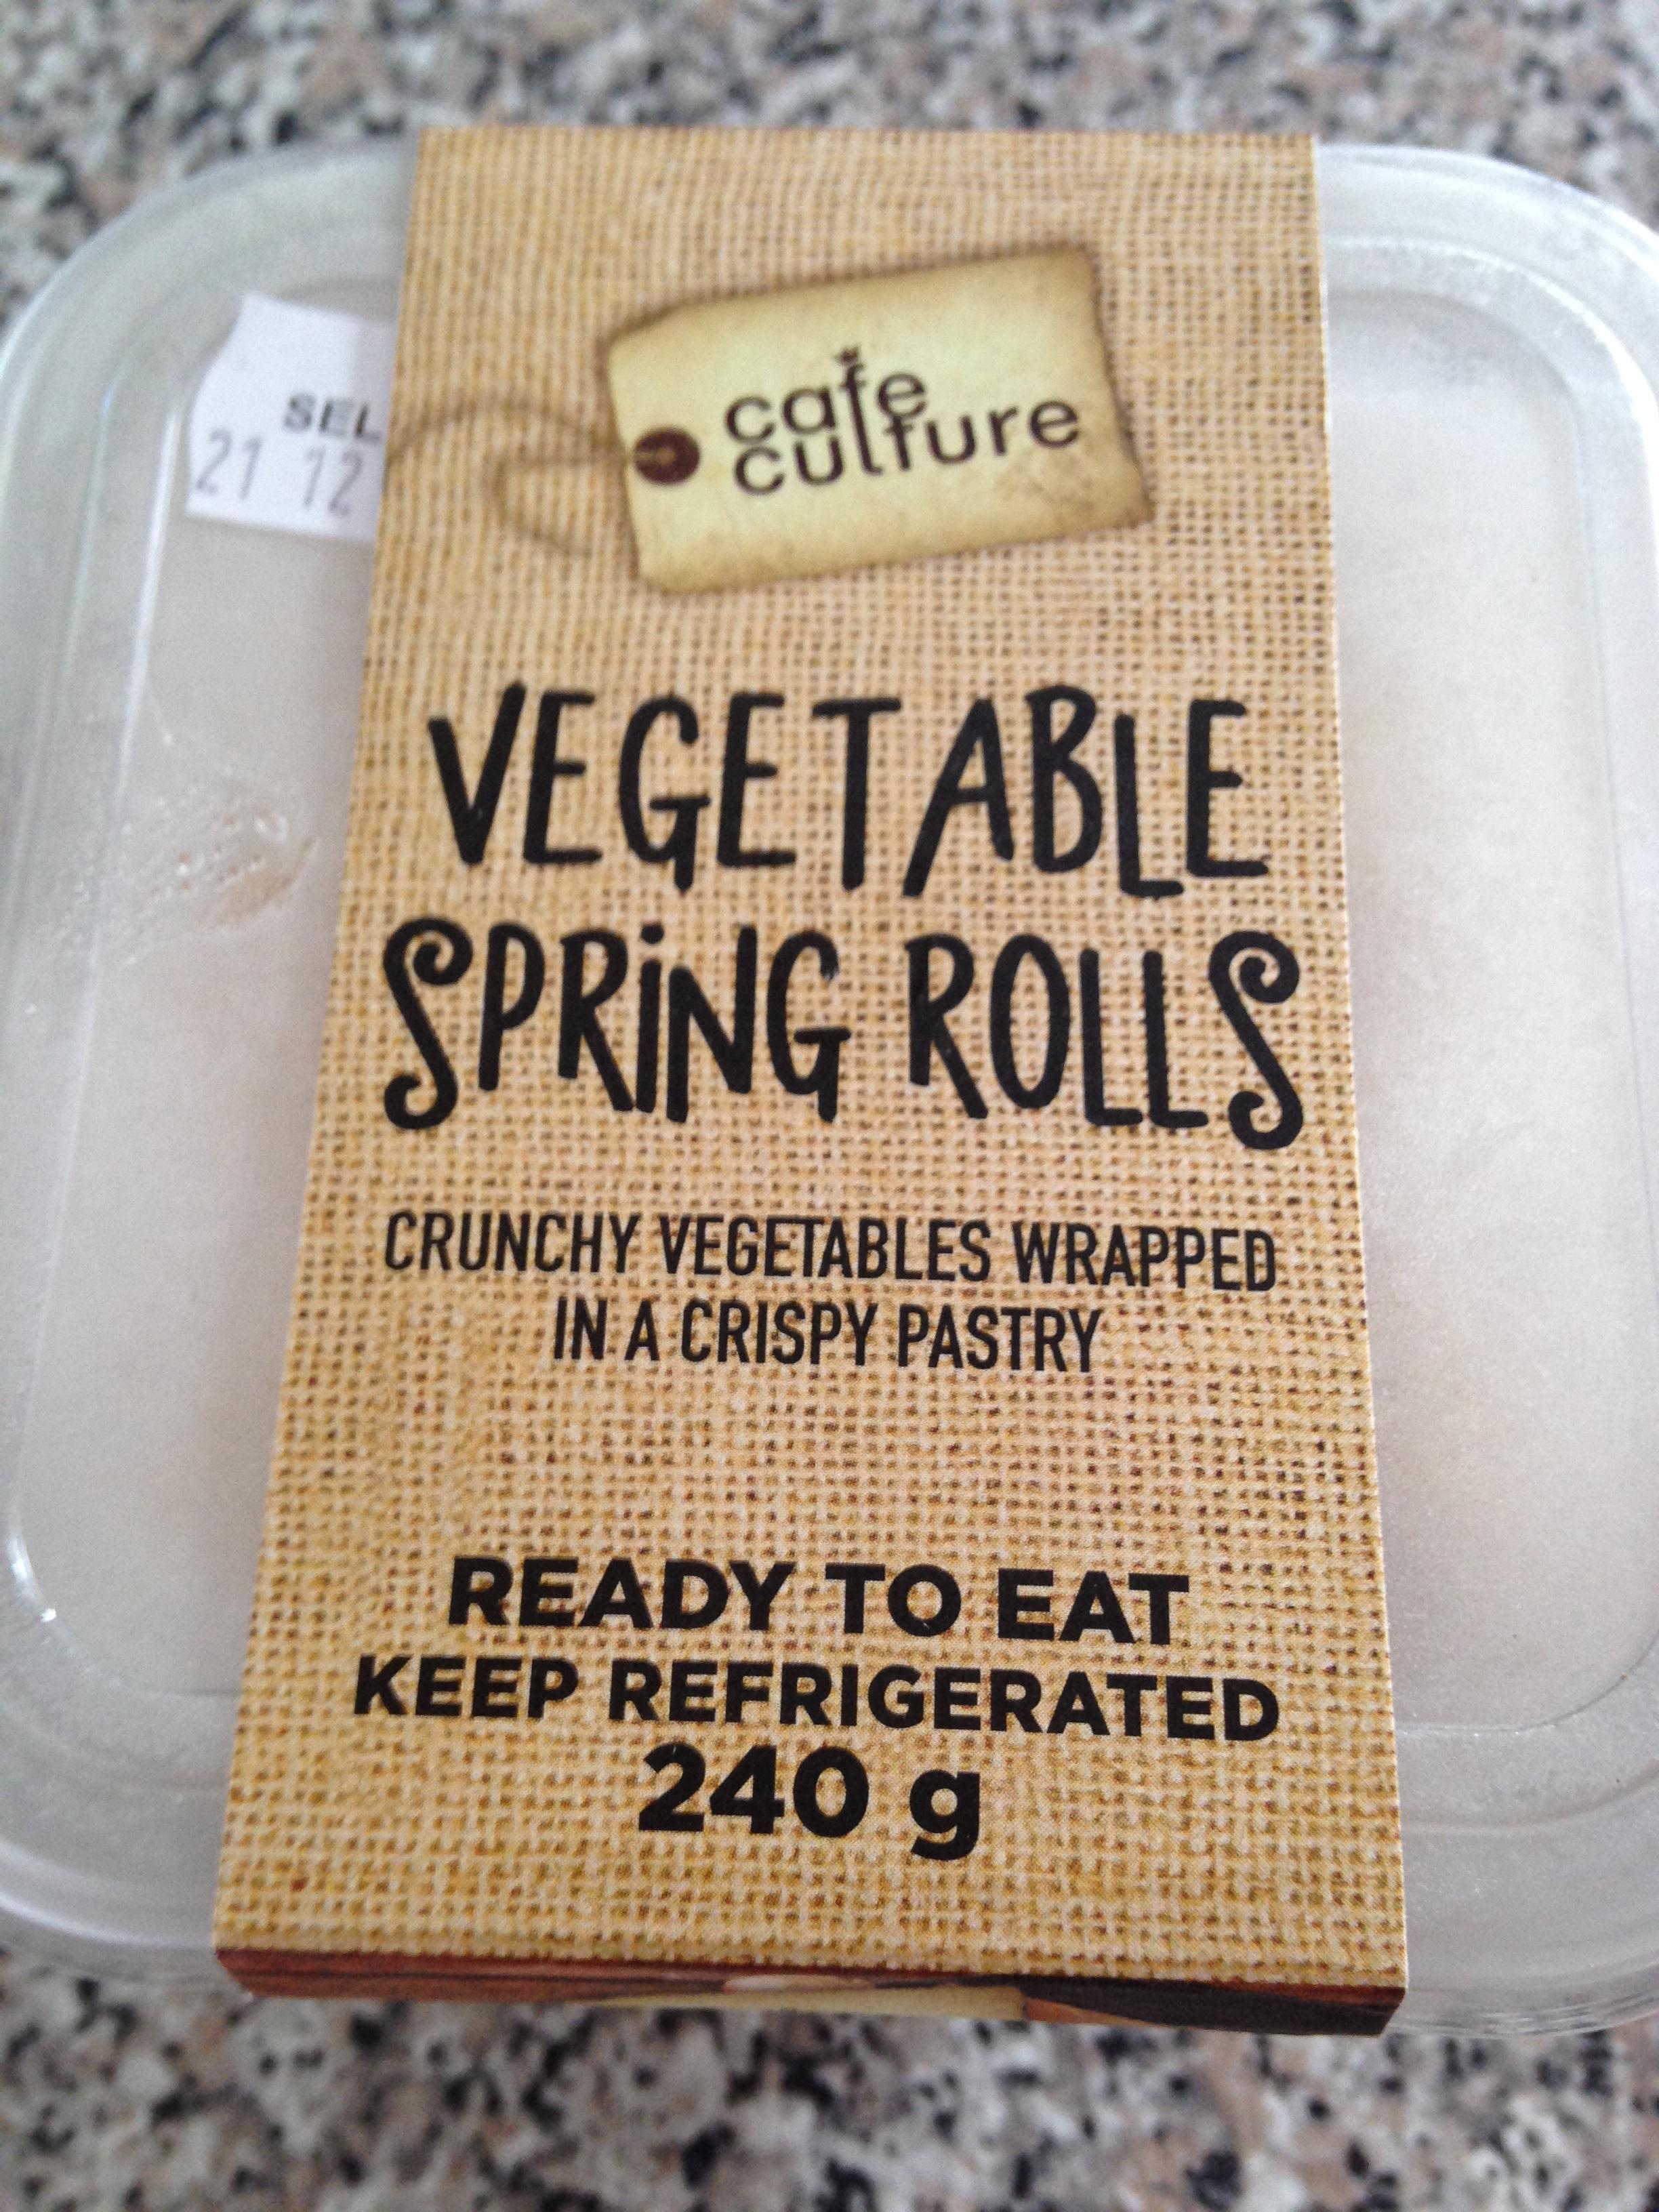 SEL
21 12
cafe
culture
VEGETABLE
SPRiNG ROLLS
CRUNCHY VEGETABLES WRAPPED
IN A CRISPY PASTRY
READY TO EAT
KEEP REFRIGERATED
240 g